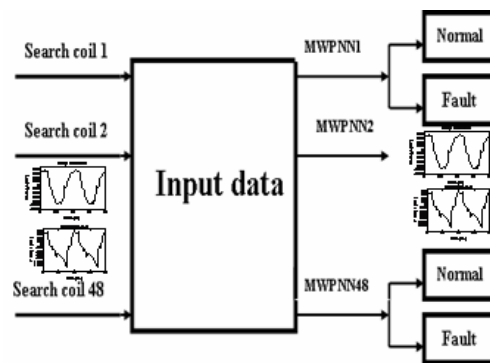 Search coil 1
Search coil 2
Search coil 48
Input data
MWPNN1
MWPNN2
MWPNN48
Normal
Fault
Normal
Fault